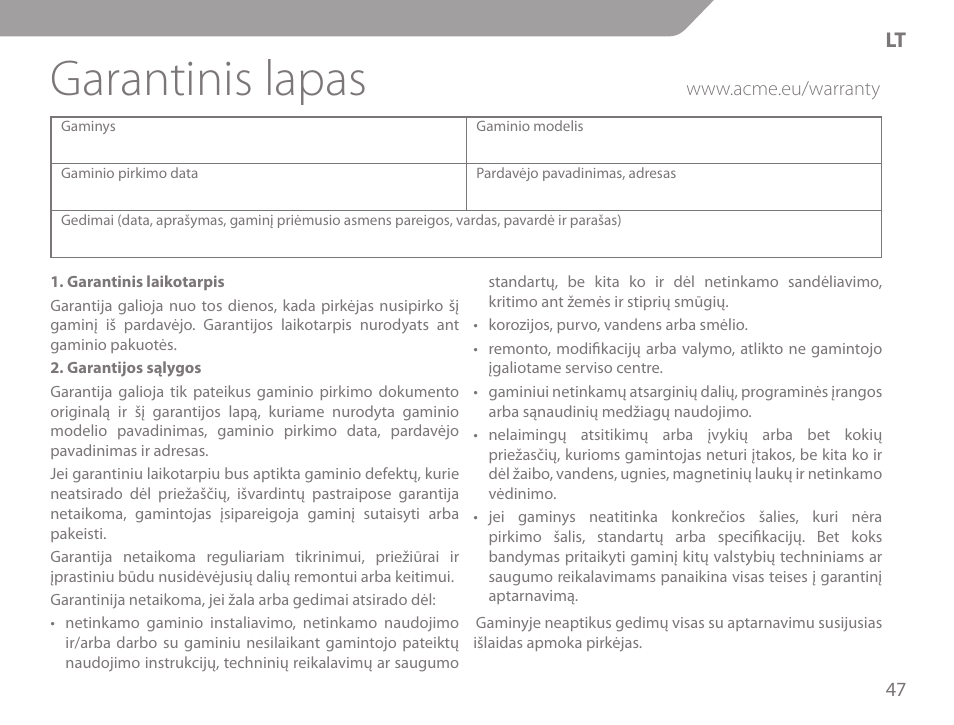 LT
Garantinis lapas
www.acme.eu/warranty
Gaminys
Gaminio modelis
Gaminio pirkimo data
Pardavėjo pavadinimas, adresas
Gedimai (data, aprašymas, gaminį priėmusio asmens pareigos, vardas, pavardė ir parašas)
1. Garantinis laikotarpis
Garantija galioja nuo tos dienos, kada pirkėjas nusipirko šį
gaminį iš pardavėjo. Garantijos laikotarpis nurodyats ant
gaminio pakuotės.
2. Garantijos sąlygos
Garantija galioja tik pateikus gaminio pirkimo dokumento
originalą ir šį garantijos lapą, kuriame nurodyta gaminio
modelio pavadinimas, gaminio pirkimo data, pardavėjo
pavadinimas ir adresas.
Jei garantiniu laikotarpiu bus aptikta gaminio defektų, kurie
neatsirado dėl priežaščių, išvardintų pastraipose garantija
netaikoma, gamintojas įsipareigoja gaminį sutaisyti arba
pakeisti.
Garantija netaikoma reguliariam tikrinimui, priežiūrai ir
įprastiniu būdu nusidėvėjusių dalių remontui arba keitimui.
Garantinija netaikoma, jei žala arba gedimai atsirado dėl:
• netinkamo gaminio instaliavimo, netinkamo naudojimo
ir/arba darbo su gaminiu nesilaikant gamintojo pateiktų
naudojimo instrukcijų, techninių reikalavimų ar saugumo
standartų, be kita ko ir dėl netinkamo sandėliavimo,
kritimo ant žemės ir stiprių smūgių.
• korozijos, purvo, vandens arba smėlio.
• remonto, modifikacijų arba valymo, atlikto ne gamintojo
įgaliotame serviso centre.
• gaminiui netinkamų atsarginių dalių, programinės įrangos
arba sąnaudinių medžiagų naudojimo.
• nelaimingų atsitikimų arba įvykių arba bet kokių
priežasčių, kurioms gamintojas neturi įtakos, be kita ko ir
dėl žaibo, vandens, ugnies, magnetinių laukų ir netinkamo
vėdinimo.
• jei gaminys neatitinka konkrečios šalies, kuri nėra
pirkimo šalis, standartų arba specifikacijų. Bet koks
bandymas pritaikyti gaminį kitų valstybių techniniams ar
saugumo reikalavimams panaikina visas teises į garantinį
aptarnavimą.
Gaminyje neaptikus gedimų visas su aptarnavimu susijusias
išlaidas apmoka pirkėjas.
47